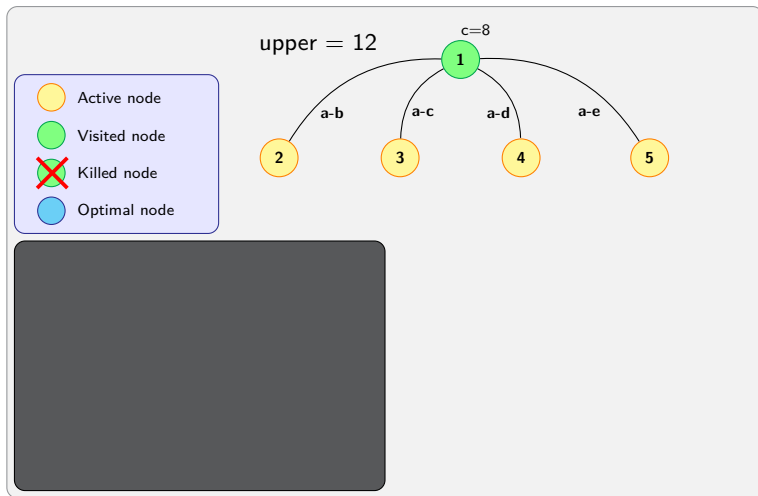 c=8
upper = 12
1
a-b
a-c
a-d
a-e
2
3
4
5
Active node
Visited node
Killed node
Optimal node